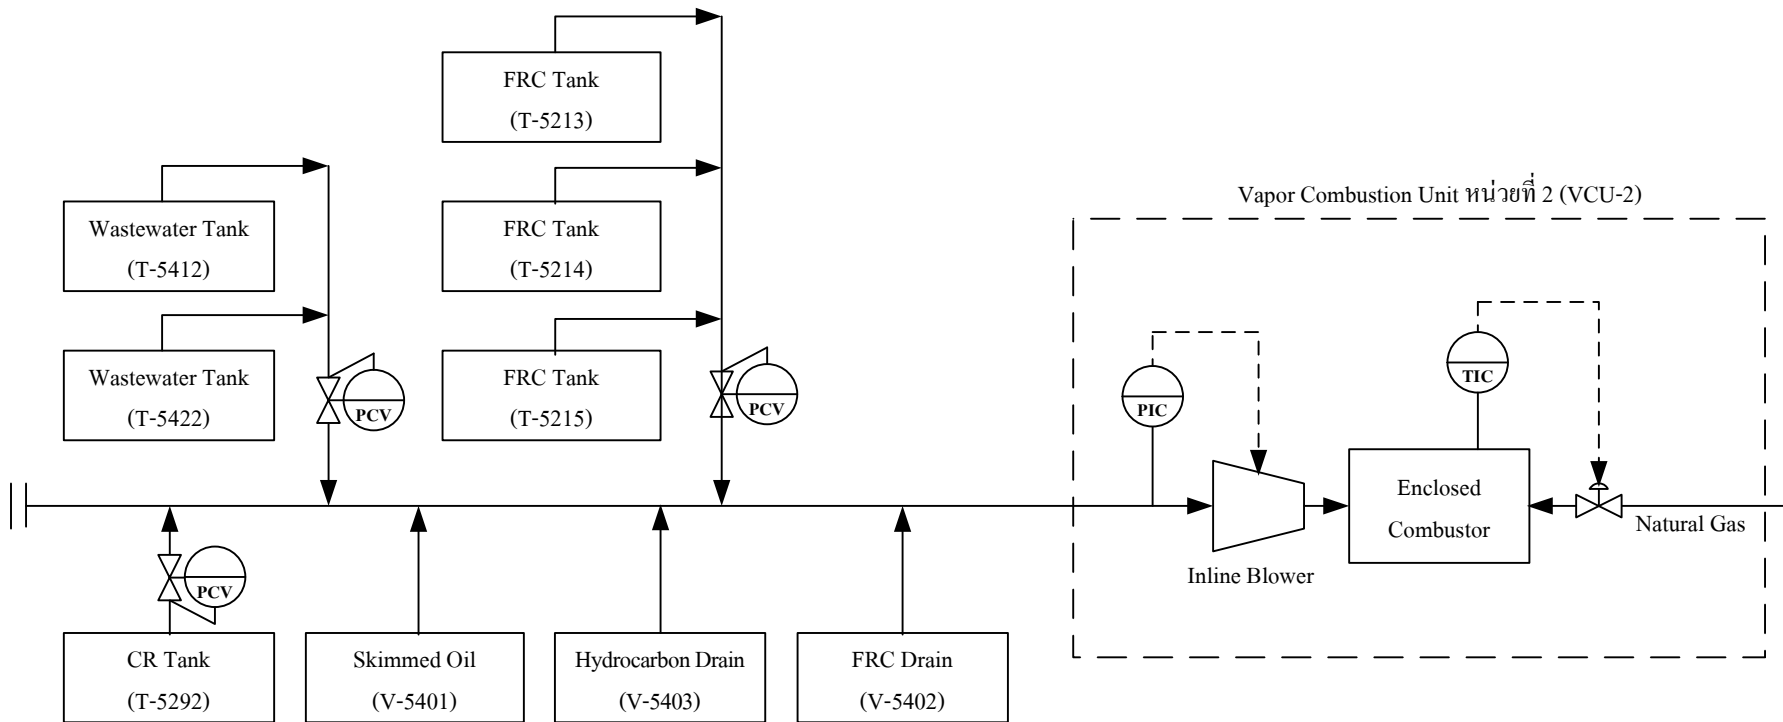 FRC Tank
(T-5213)
Vapor Combustion Unit หน่วยที่ 2 (VCU-2)
Wastewater Tank
(T-5412)
FRC Tank
(T-5214)
Wastewater Tank
(T-5422)
PCV
FRC Tank
(T-5215)
PCV
PIC
TIC
Enclosed
Combustor
Natural Gas
Inline Blower
PCV
CR Tank
(T-5292)
Skimmed Oil
(V-5401)
Hydrocarbon Drain
(V-5403)
FRC Drain
(V-5402)